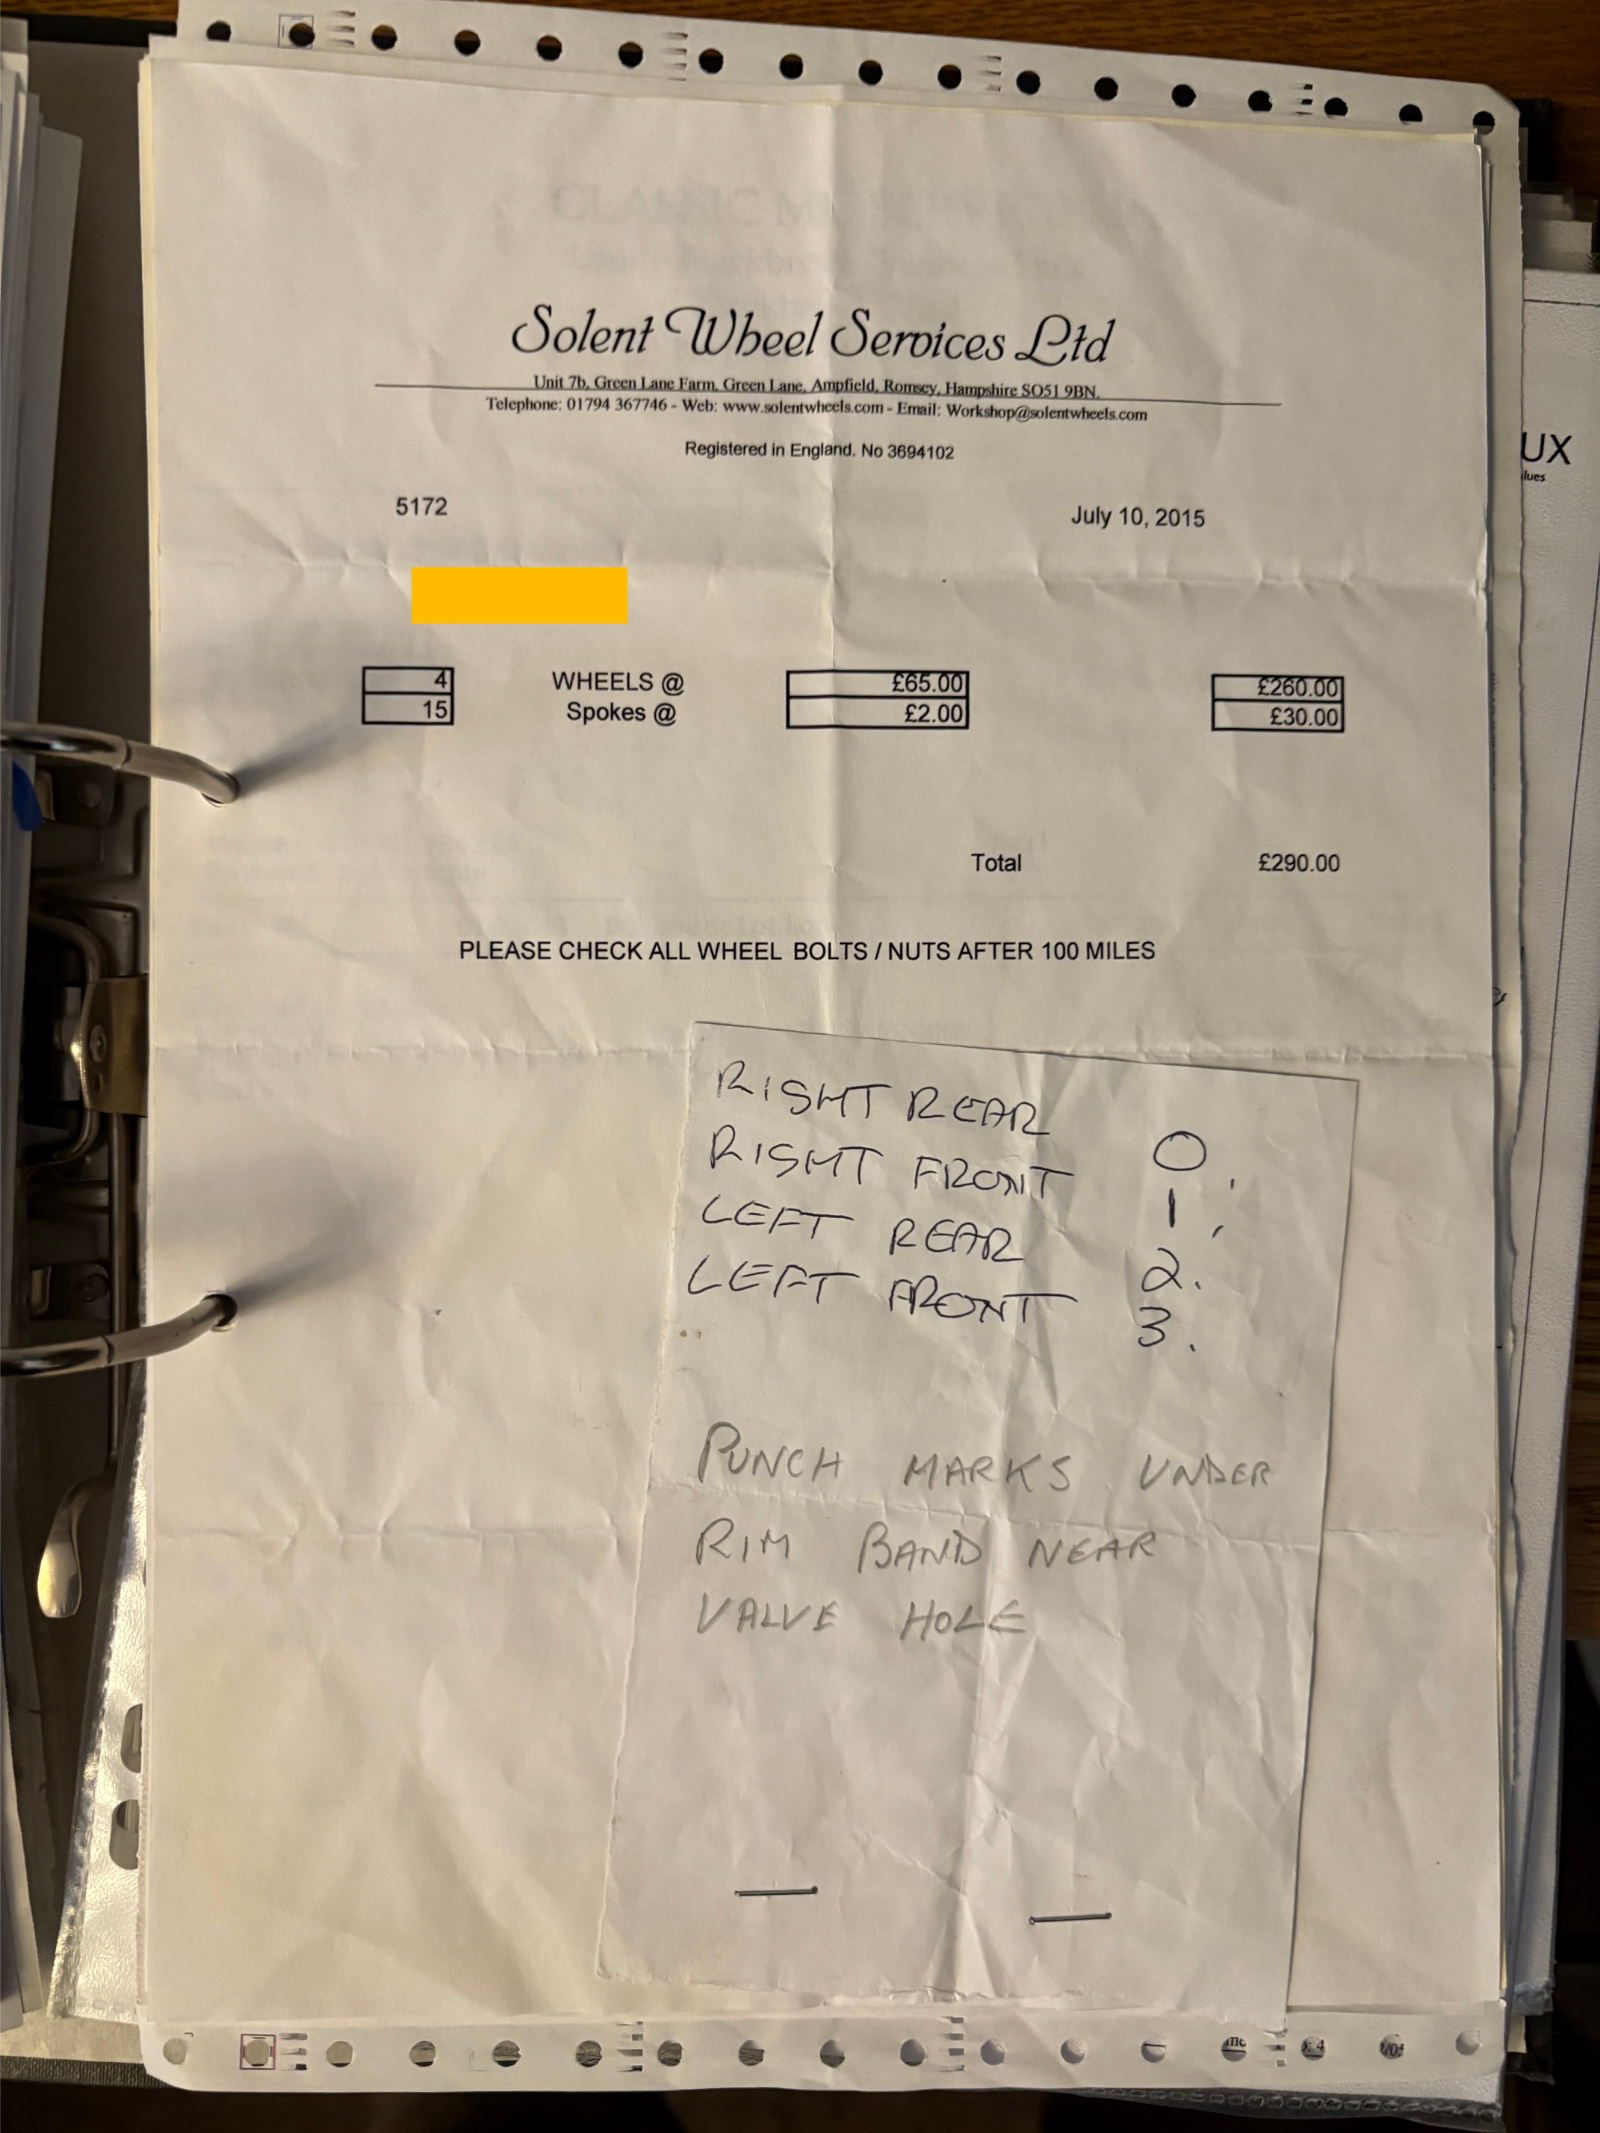 Solent Wheel Services Ltd
Unit 7b, Green Lane Farm, Green Lane, Ampfield, Romsey, Hampshire SO51 9BN.
Telephone: 01794 367746 - Web: www.solentwheels.com - Email: Workshop@solentwheels.com
Registered in England. No 3694102
UX
lues
5172 July 10, 2015
4 WHEELS @ £65.00 £260.00
15 Spokes @ £2.00 £30.00
Total £290.00
PLEASE CHECK ALL WHEEL BOLTS / NUTS AFTER 100 MILES
RIGHT REAR 0.
RIGHT FRONT 1.
LEFT REAR 2.
LEFT FRONT 3.
PUNCH MARKS UNDER
RIM BAND NEAR
VALVE HOLE